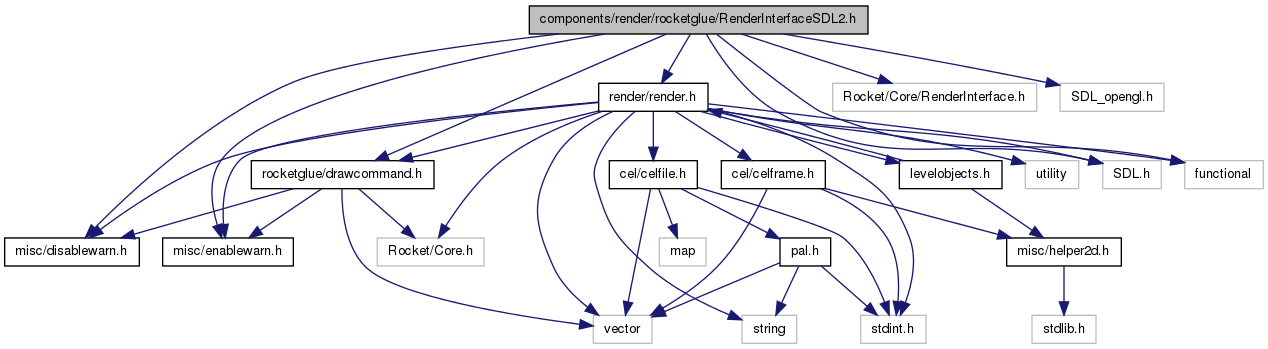 components/render/rocketglue/RenderInterfaceSDL2.h
render/render.h
Rocket/Core/RenderInterface.h
SDL_opengl.h
rocketglue/drawcommand.h
cel/celfile.h
cel/celframe.h
levelobjects.h
utility
SDL.h
functional
misc/disablewarn.h
misc/enablewarn.h
Rocket/Core.h
map
pal.h
misc/helper2d.h
vector
string
stdint.h
stdlib.h